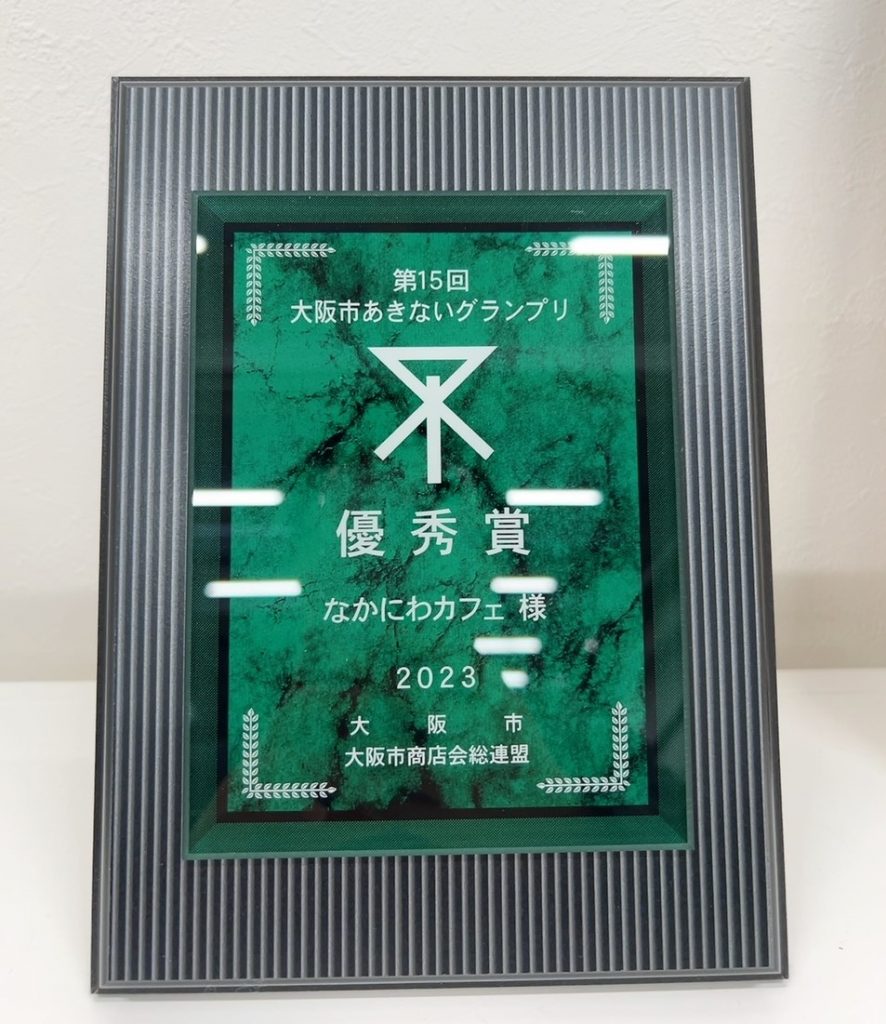 第15回
大阪市あきないグランプリ
優秀賞
なかにわカフェ 様
2023
大阪市
大阪市商店会総連盟